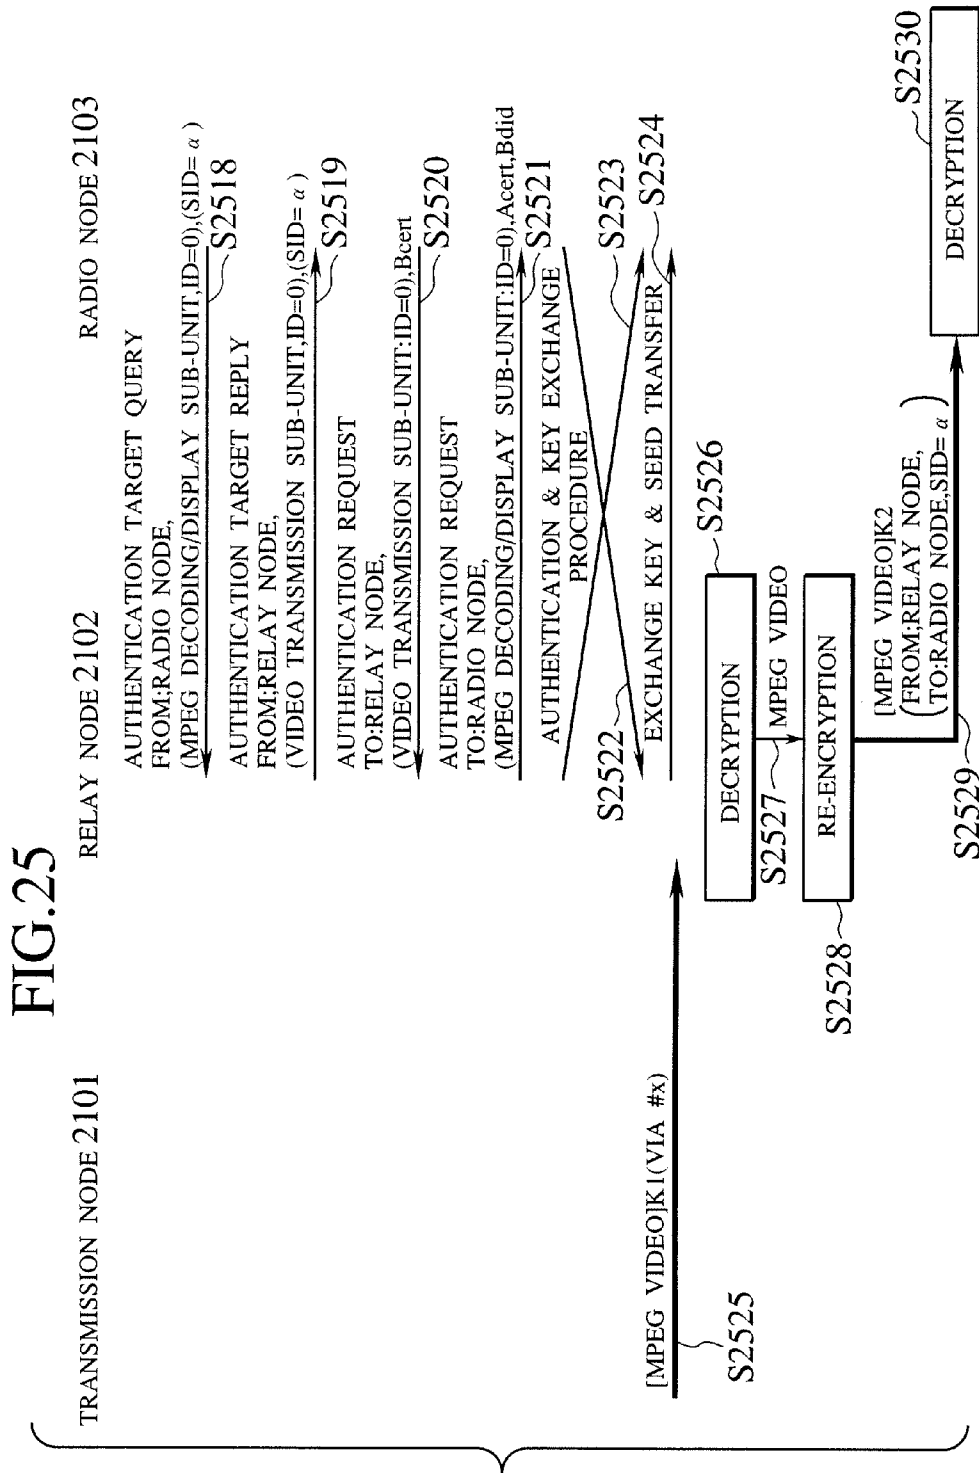 FIG.25
TRANSMISSION NODE 2101
RELAY NODE 2102
RADIO NODE 2103
AUTHENTICATION TARGET QUERY
FROM;RADIO NODE,
(MPEG DECODING/DISPLAY SUB-UNIT,ID=0),(SID= α )
S2518
AUTHENTICATION TARGET REPLY
FROM;RELAY NODE,
(VIDEO TRANSMISSION SUB-UNIT,ID=0),(SID= α )
S2519
AUTHENTICATION REQUEST
TO:RELAY NODE,
(VIDEO TRANSMISSION SUB-UNIT:ID=0),Bcert
S2520
AUTHENTICATION REQUEST
TO:RADIO NODE,
(MPEG DECODING/DISPLAY SUB-UNIT:ID=0),Acert,Bdid
S2521
AUTHENTICATION & KEY EXCHANGE
PROCEDURE
S2522
S2523
EXCHANGE KEY & SEED TRANSFER
S2524
[MPEG VIDEO]K1(VIA #x)
S2525
DECRYPTION
S2526
MPEG VIDEO
S2527
RE-ENCRYPTION
S2528
[MPEG VIDEO]K2
(FROM;RELAY NODE,
TO:RADIO NODE,SID= α )
S2529
DECRYPTION
S2530